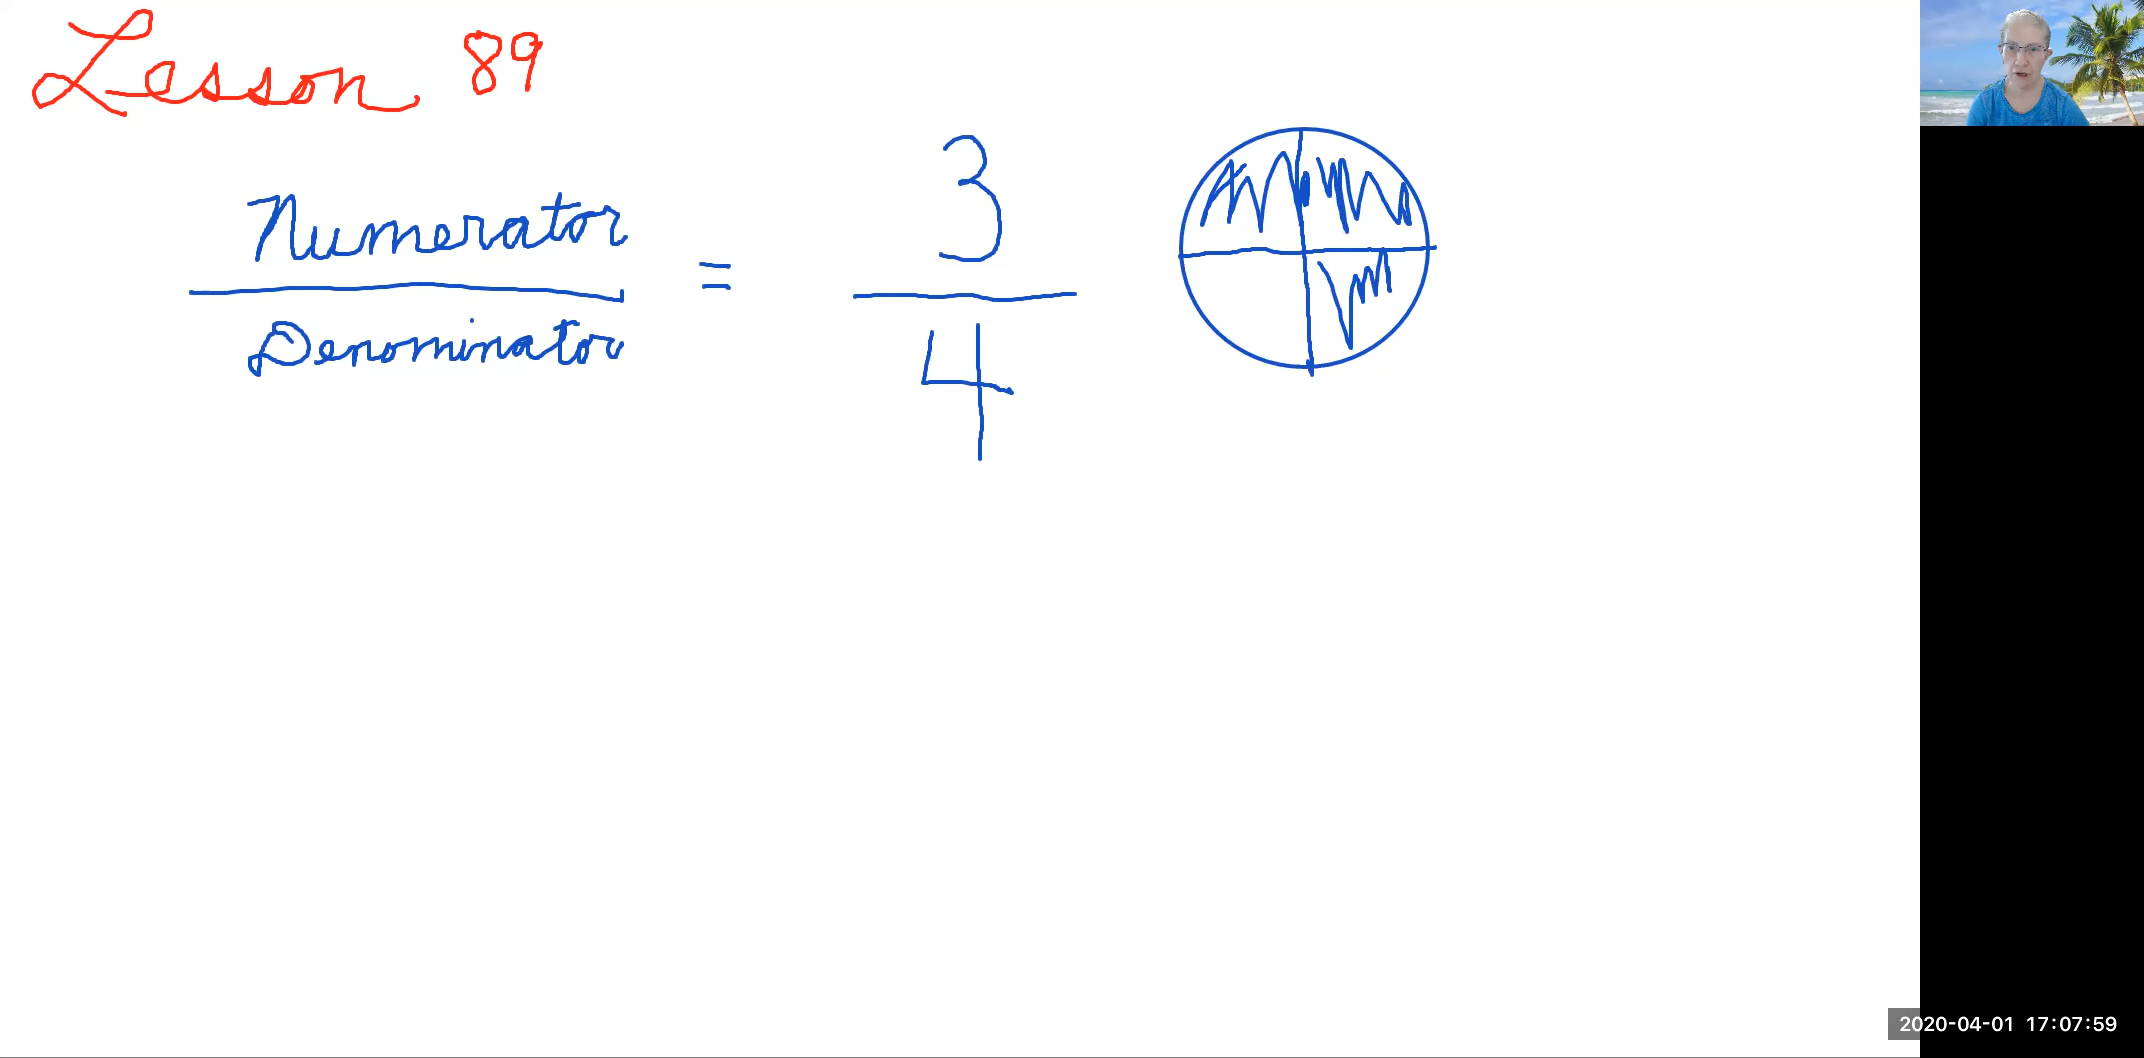 Lesson 89
Numerator
Denominator
=
3
4
2020-04-01 17:07:59